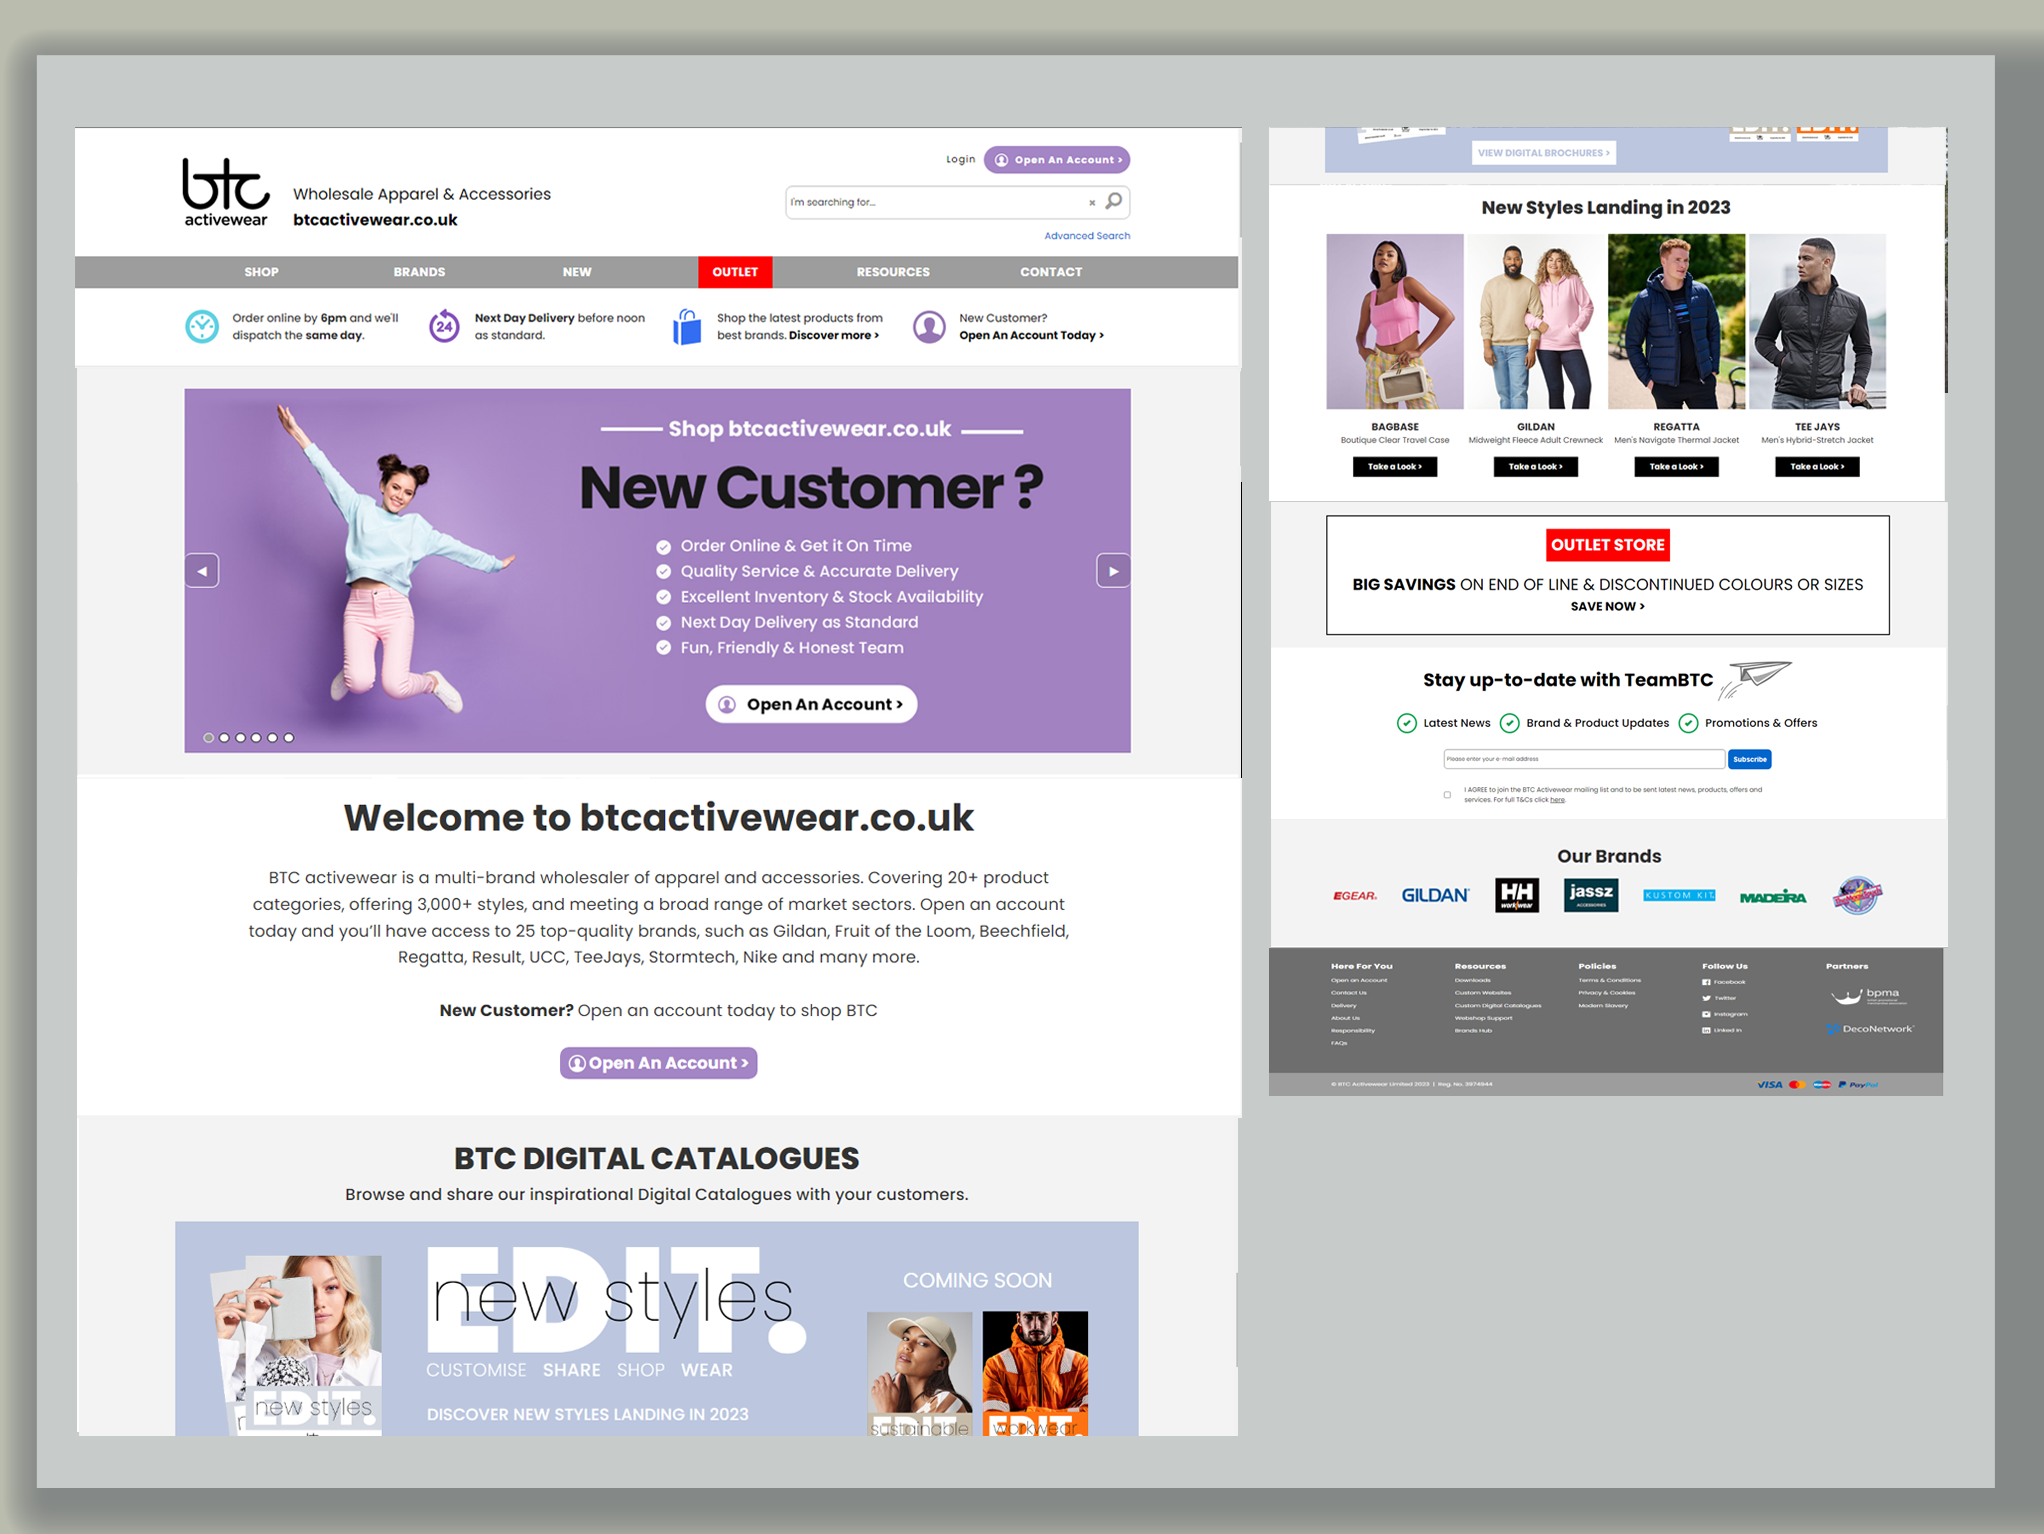 btc
activewear
Wholesale Apparel & Accessories
btcactivewear.co.uk
Login
Open An Account >
I'm searching for...
×
Advanced Search
SHOP
BRANDS
NEW
OUTLET
RESOURCES
CONTACT
Order online by 6pm and we'll
dispatch the same day.
24
Next Day Delivery before noon
as standard.
Shop the latest products from
best brands. Discover more >
New Customer?
Open An Account Today >
Shop btcactivewear.co.uk
New Customer ?
Order Online & Get it On Time
Quality Service & Accurate Delivery
Excellent Inventory & Stock Availability
Next Day Delivery as Standard
Fun, Friendly & Honest Team
Open An Account >
Welcome to btcactivewear.co.uk
BTC activewear is a multi-brand wholesaler of apparel and accessories. Covering 20+ product
categories, offering 3,000+ styles, and meeting a broad range of market sectors. Open an account
today and you'll have access to 25 top-quality brands, such as Gildan, Fruit of the Loom, Beechfield,
Regatta, Result, UCC, TeeJays, Stormtech, Nike and many more.
New Customer? Open an account today to shop BTC
Open An Account >
BTC DIGITAL CATALOGUES
Browse and share our inspirational Digital Catalogues with your customers.
EDIT.
new styles
CUSTOMISE SHARE SHOP WEAR
DISCOVER NEW STYLES LANDING IN 2023
EDIT.
new styles
COMING SOON
EDIT.
sustainable
EDIT.
workwear
EDIT.
EDIT.
VIEW DIGITAL BROCHURES >
New Styles Landing in 2023
BAGBASE
Boutique Clear Travel Case
Take a Look >
GILDAN
Midweight Fleece Adult Crewneck
Take a Look >
REGATTA
Men's Navigate Thermal Jacket
Take a Look >
TEE JAYS
Men's Hybrid-Stretch Jacket
Take a Look >
OUTLET STORE
BIG SAVINGS ON END OF LINE & DISCONTINUED COLOURS OR SIZES
SAVE NOW >
Stay up-to-date with TeamBTC
Latest News
Brand & Product Updates
Promotions & Offers
Please enter your e-mail address
Subscribe
I AGREE to join the BTC Activewear mailing list and to be sent latest news, products, offers and
services. For full T&Cs click here.
Our Brands
EGEAR.
GILDAN
HH
workwear
jassz
ACCESSORIES
KUSTOM KIT
MADEIRA
Here For You
Open an Account
Contact Us
Delivery
About Us
Responsibility
FAQs
Resources
Downloads
Custom Websites
Custom Digital Catalogues
Webshop Support
Brands Hub
Policies
Terms & Conditions
Privacy & Cookies
Modern Slavery
Follow Us
Facebook
Twitter
Instagram
Linked In
Partners
bpma
DecoNetwork
© BTC Activewear Limited 2023 | Reg. No. 3974944
VISA
PayPal